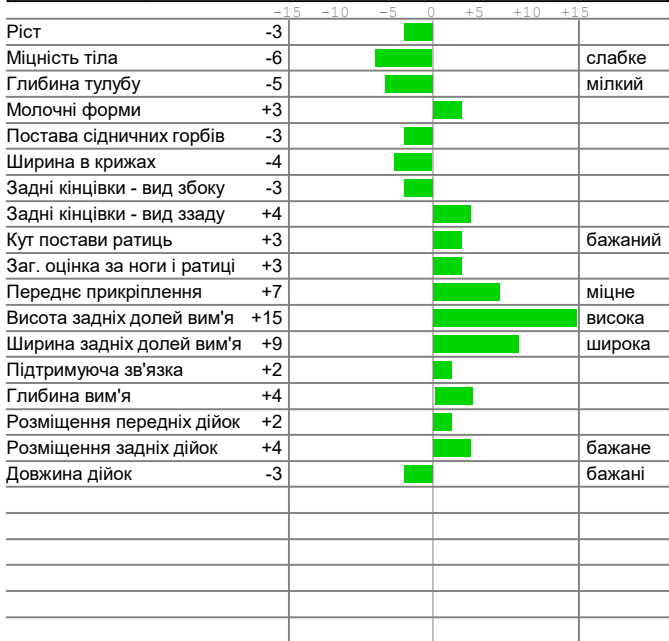 -15 -10 -5 0 +5 +10 +15
Ріст -3
Міцність тіла -6 слабке
Глибина тулубу -5 мілкий
Молочні форми +3
Постава сідничних горбів -3
Ширина в крижах -4
Задні кінцівки - вид збоку -3
Задні кінцівки - вид ззаду +4
Кут постави ратиць +3 бажаний
Заг. оцінка за ноги і ратиці +3
Переднє прикріплення +7 міцне
Висота задніх долей вим'я +15 висока
Ширина задніх долей вим'я +9 широка
Підтримуюча зв'язка +2
Глибина вим'я +4
Розміщення передніх дійок +2
Розміщення задніх дійок +4 бажане
Довжина дійок -3 бажані